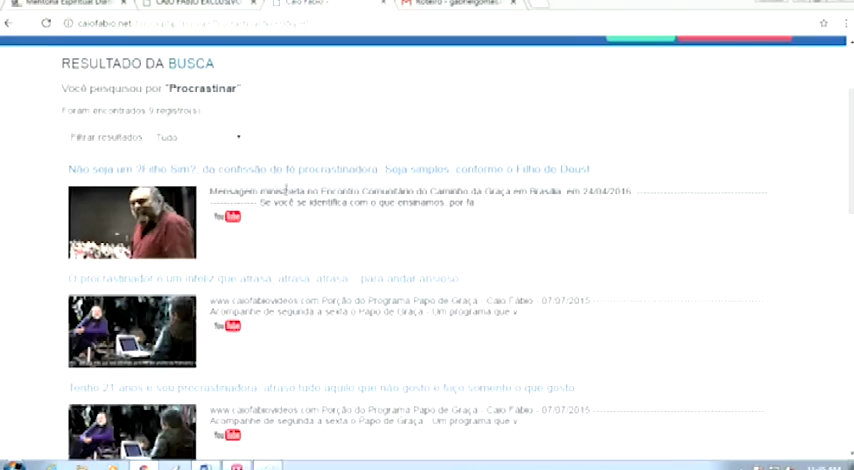 Mentoria Espiritual
CAIO FÁBIO EXCLUSIVO
Caio Fábio -
Roteiro -
caiofabio.net
RESULTADO DA BUSCA
Você pesquisou por "Procrastinar"
Foram encontrados 9 registro(s)
Filtrar resultados Tudo
Não seja um ?Filho Sim?, da confissão de fé procrastinadora. Seja simples, conforme o Filho de Deus!
Mensagem ministrada no Encontro Comunitário do Caminho da Graça em Brasília, em 24/04/2016
Se você se identifica com o que ensinamos, por fa
YouTube
O procrastinador é um infeliz que atrasa, atrasa, atrasa... para andar ansioso
www.caiofabiovideos.com Porção do Programa Papo de Graça - Caio Fábio - 07/07/2015
Acompanhe de segunda a sexta o Papo de Graça - Um programa que v
YouTube
Tenho 21 anos e sou procrastinadora, atraso tudo aquilo que não gosto e faço somente o que gosto
www.caiofabiovideos.com Porção do Programa Papo de Graça - Caio Fábio - 07/07/2015
Acompanhe de segunda a sexta o Papo de Graça - Um programa que v
YouTube